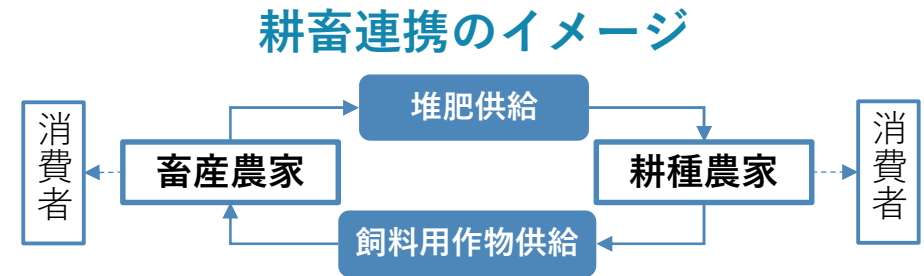 耕畜連携のイメージ
堆肥供給
消費者
畜産農家
耕種農家
消費者
飼料用作物供給